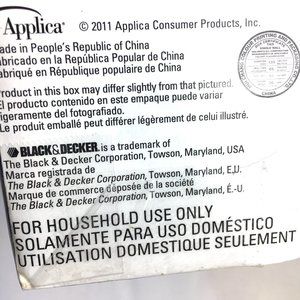 Applica © 2011 Applica Consumer Products, Inc.
ade in People's Republic of China
abricado en la República Popular de China
abriqué en République populaire de China
Product in this box may differ slightly from that pictured.
El producto contenido en este empaque puede variar
igeramente del fotografiado.
Le produit emballé peut différer légèrement de celui illustré.
BLACK&DECKER is a trademark of
The Black & Decker Corporation, Towson, Maryland, USA
Marca registrada de
The Black & Decker Corporation, Towson, Maryland, E.U.
Marque de commerce déposée de la société
The Black & Decker Corporation, Towson, Maryland, É.-U.
FOR HOUSEHOLD USE ONLY
SOLAMENTE PARA USO DOMÉSTICO
UTILISATION DOMESTIQUE SEULEMENT